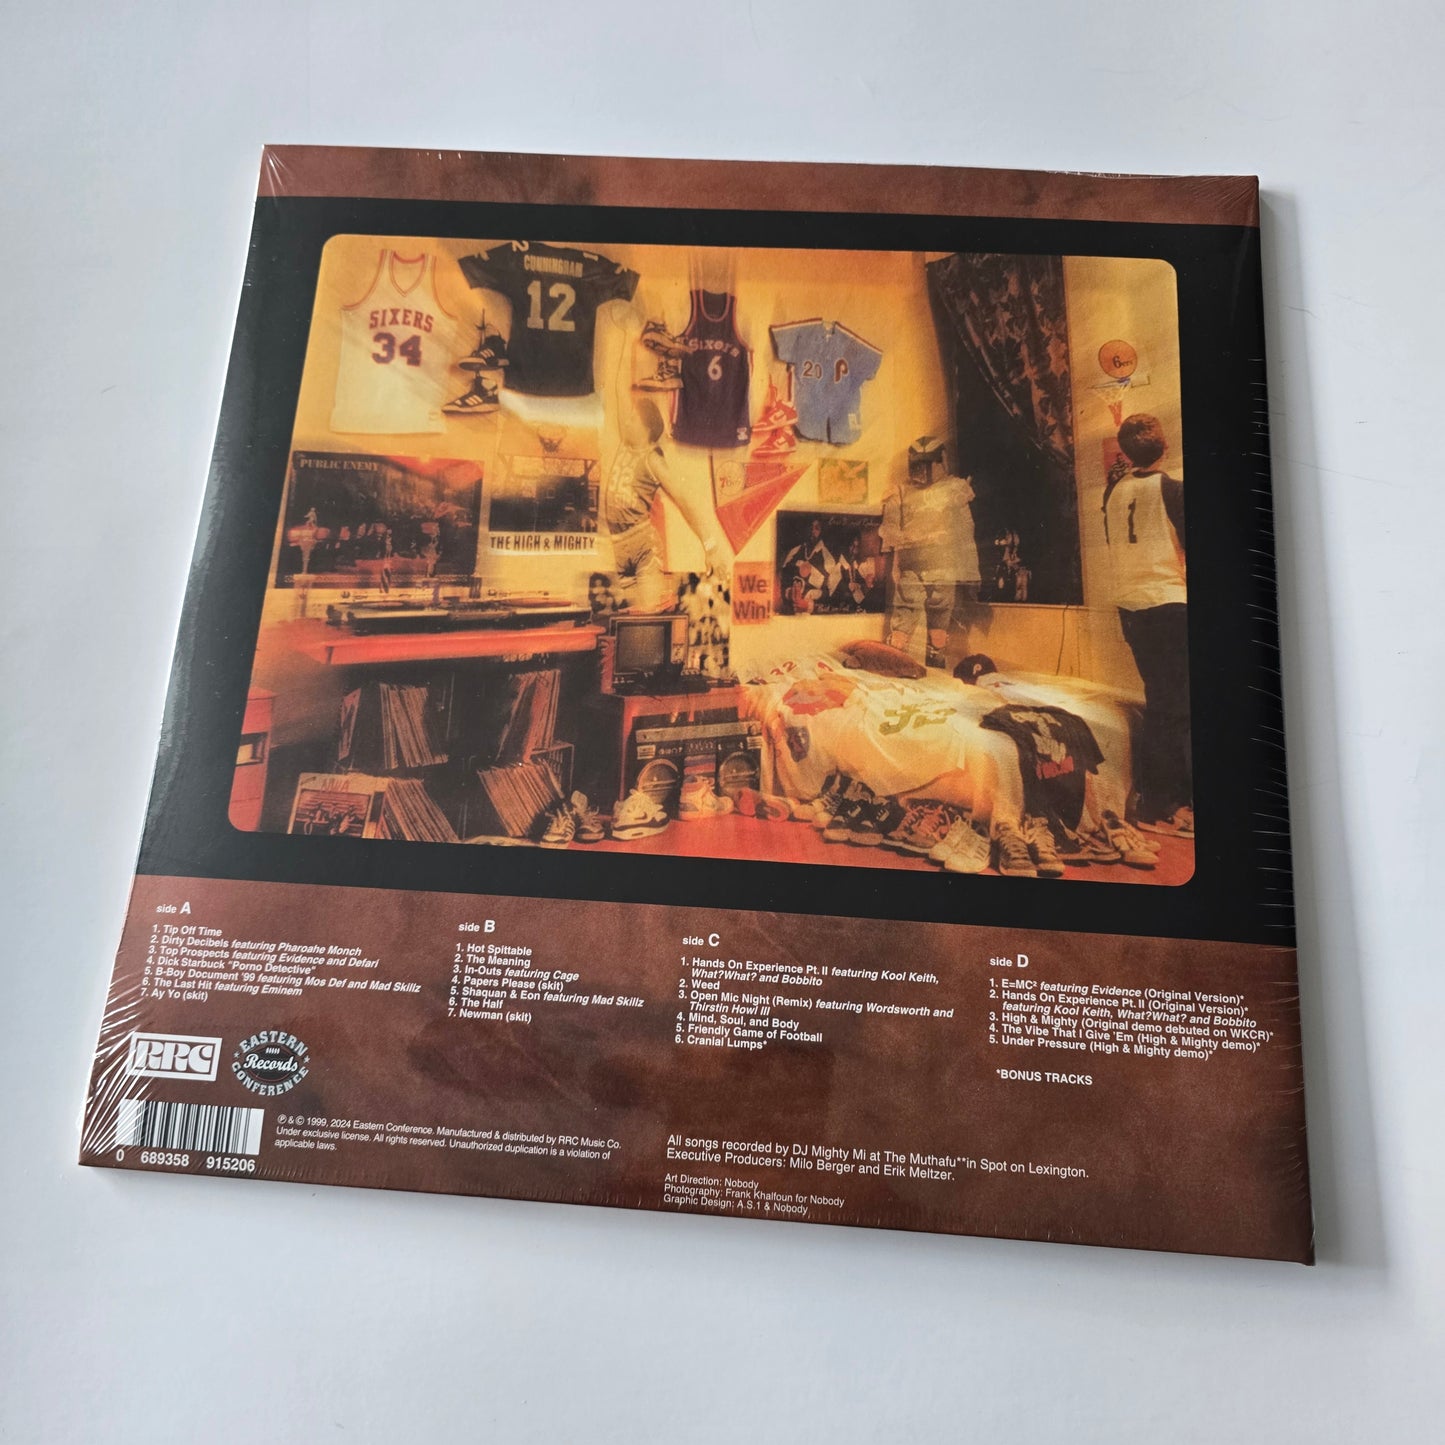 SIXERS
34
CUNNINGHAM
12
Sixers
6
20 P
6ers
PUBLIC ENEMY
THE HIGH & MIGHTY
76ers
1
We
Win!
32
side A
1. Tip Off Time
2. Dirty Decibels featuring Pharoahe Monch
3. Top Prospects featuring Evidence and Defari
4. Dick Starbuck "Porno Detective"
5. B-Boy Document '99 featuring Mos Def and Mad Skillz
6. The Last Hit featuring Eminem
7. Ay Yo (skit)
side B
1. Hot Spittable
2. The Meaning
3. In-Outs featuring Cage
4. Papers Please (skit)
5. Shaquan & Eon featuring Mad Skillz
6. The Half
7. Newman (skit)
side C
1. Hands On Experience Pt. II featuring Kool Keith,
What?What? and Bobbito
2. Weed
3. Open Mic Night (Remix) featuring Wordsworth and
Thirstin Howl III
4. Mind, Soul, and Body
5. Friendly Game of Football
6. Cranial Lumps*
side D
1. E=MC² featuring Evidence (Original Version)*
2. Hands On Experience Pt. II (Original Version)*
featuring Kool Keith, What?What? and Bobbito
3. High & Mighty (Original demo debuted on WKCR)*
4. The Vibe That I Give 'Em (High & Mighty demo)*
5. Under Pressure (High & Mighty demo)*
*BONUS TRACKS
RRC
EASTERN
Records
CONFERENCE
℗ & © 1999, 2024 Eastern Conference. Manufactured & distributed by RRC Music Co.
Under exclusive license. All rights reserved. Unauthorized duplication is a violation of
applicable laws.
0 689358 915206
All songs recorded by DJ Mighty Mi at The Muthafu**in Spot on Lexington.
Executive Producers: Milo Berger and Erik Meltzer.
Art Direction: Nobody
Photography: Frank Khalfoun for Nobody
Graphic Design: A.S.1 & Nobody